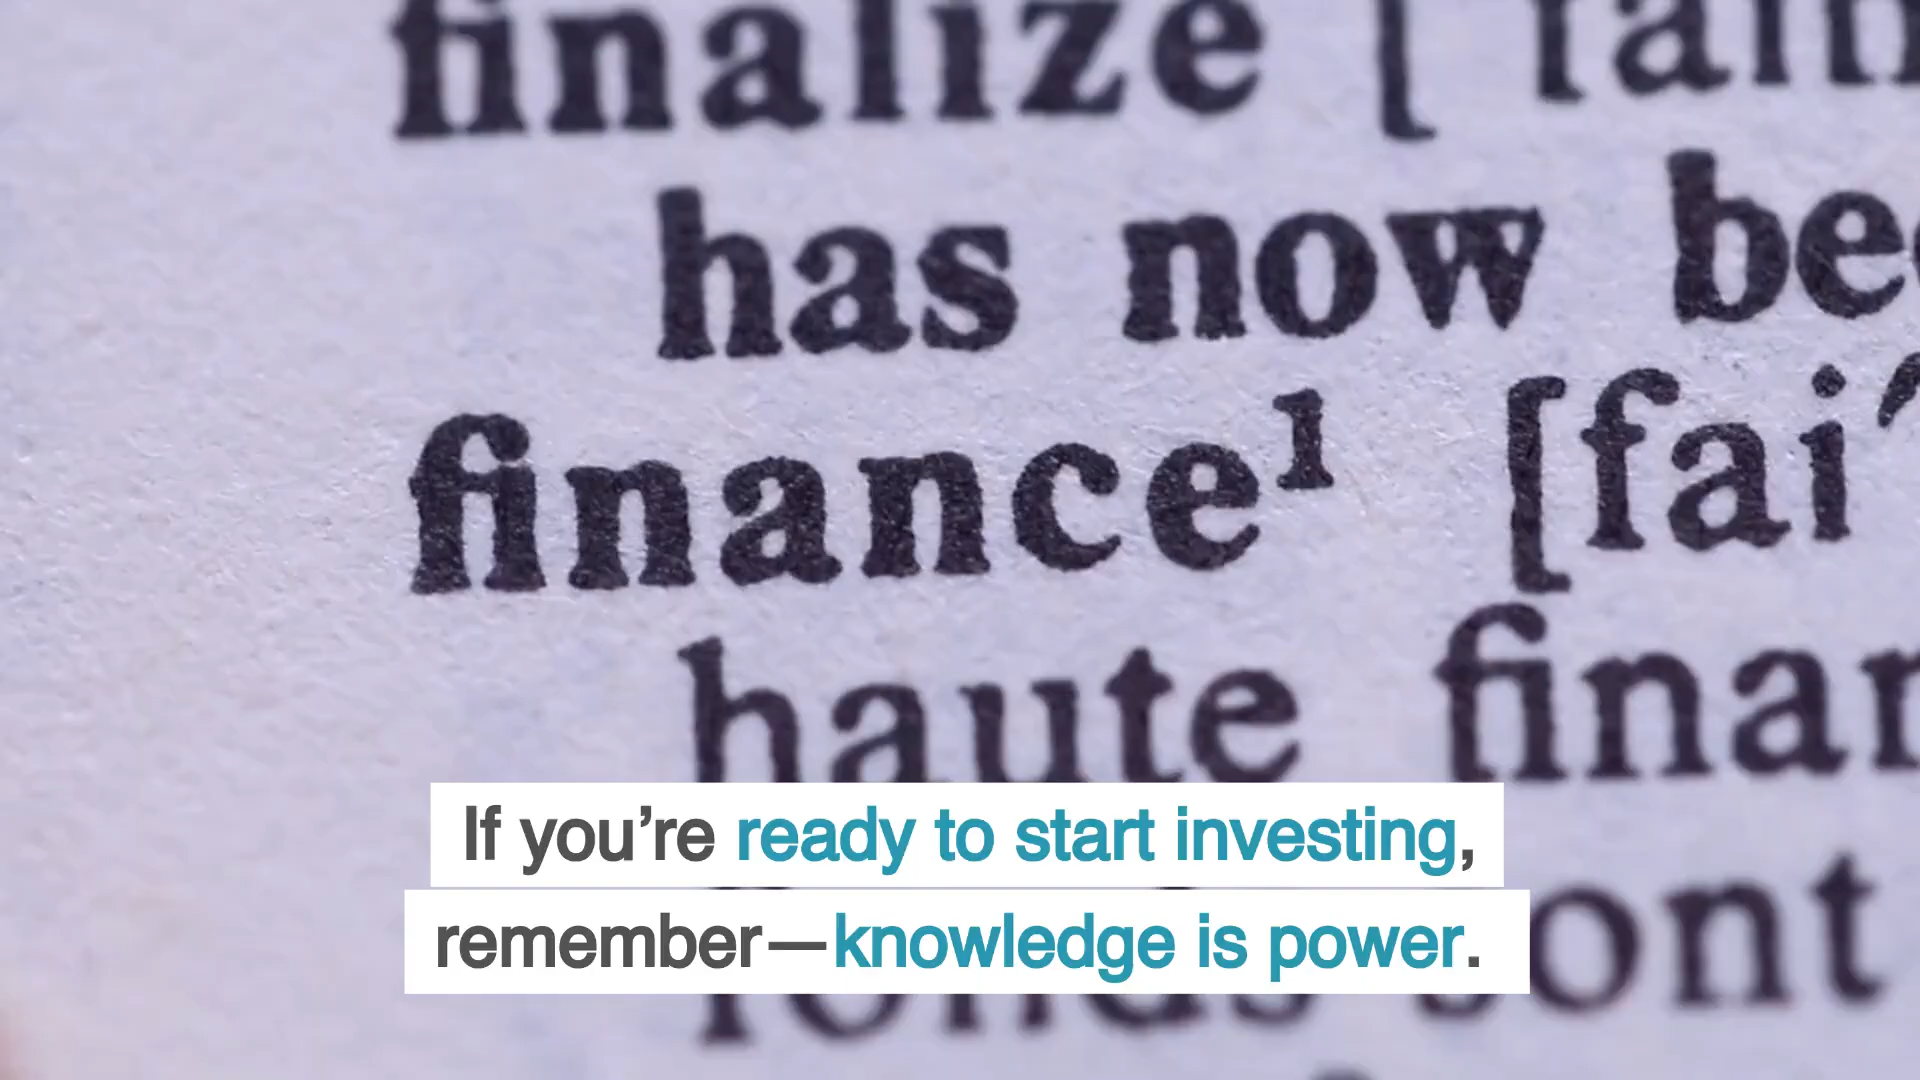 finalize [
has now
finance¹ [fai
haute
If you’re ready to start investing,
remember—knowledge is power.